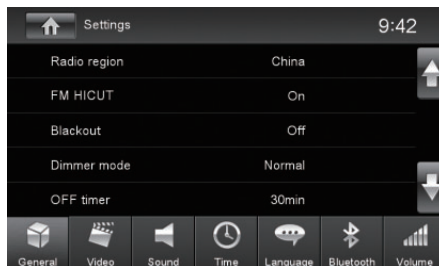 Settings 9:42
Radio region China
FM HICUT On
Blackout Off
Dimmer mode Normal
OFF timer 30min
General Video Sound Time Language Bluetooth Volume